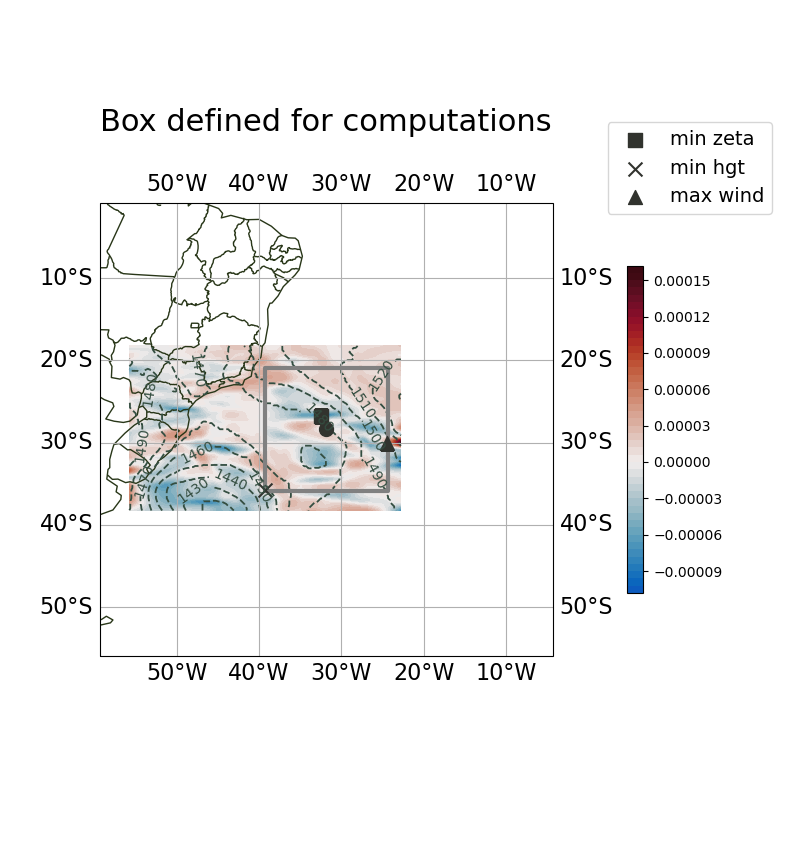 Box defined for computations
min zeta
min hgt
max wind
50°W 40°W 30°W 20°W 10°W
10°S 10°S
20°S 20°S
30°S 30°S
40°S 40°S
50°S 50°S
50°W 40°W 30°W 20°W 10°W
0.00015
0.00012
0.00009
0.00006
0.00003
0.00000
−0.00003
−0.00006
−0.00009
1480
1520
1510
1500
1490
1490
1460
1440
1430